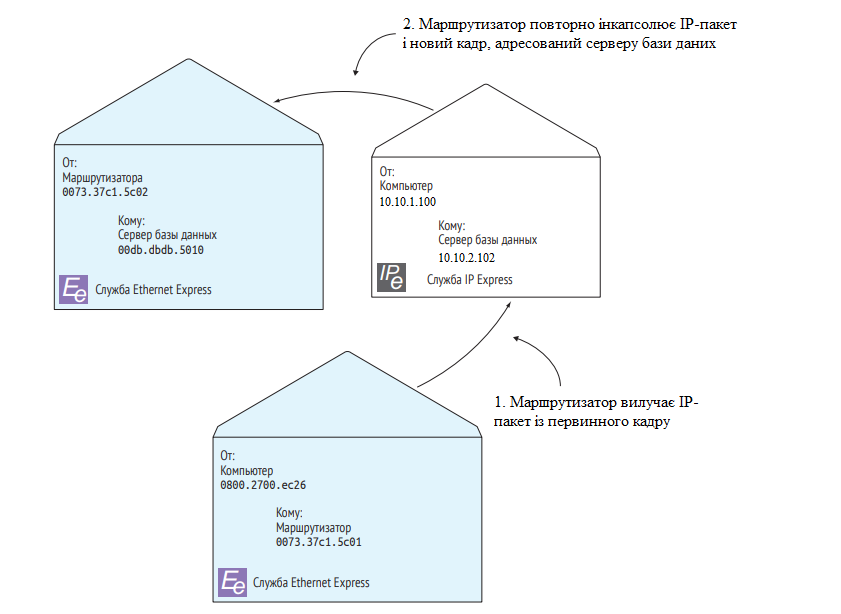 2. Маршрутизатор повторно інкапсолює IP-пакет
і новий кадр, адресований серверу бази даних
От:
Маршрутизатора
0073.37c1.5c02
Кому:
Сервер базы данных
00db.dbdb.5010
Ee Служба Ethernet Express
От:
Компьютер
10.10.1.100
Кому:
Сервер базы данных
10.10.2.102
IPe Служба IP Express
1. Маршрутизатор вилучає IP-
пакет із первинного кадру
От:
Компьютер
0800.2700.ec26
Кому:
Маршрутизатор
0073.37c1.5c01
Ee Служба Ethernet Express